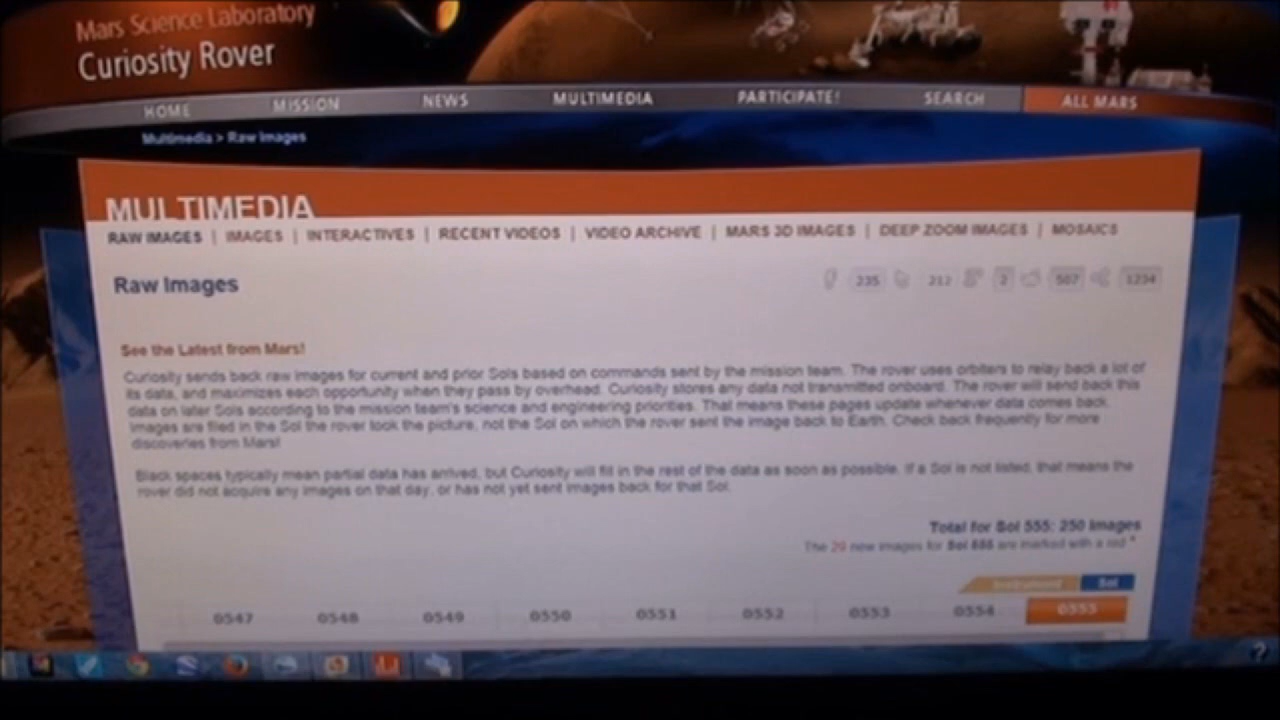 Mars Science Laboratory
Curiosity Rover
HOME MISSION NEWS MULTIMEDIA PARTICIPATE! SEARCH ALL MARS
Multimedia > Raw Images
MULTIMEDIA
RAW IMAGES | IMAGES | INTERACTIVES | RECENT VIDEOS | VIDEO ARCHIVE | MARS 3D IMAGES | DEEP ZOOM IMAGES | MOSAICS
Raw Images
235 212 2 507 1234
See the Latest from Mars!
Curiosity sends back raw images for current and prior Sols based on commands sent by the mission team. The rover uses orbiters to relay back a lot of
its data, and maximizes each opportunity when they pass by overhead. Curiosity stores any data not transmitted onboard. The rover will send back this
data on later Sols according to the mission team's science and engineering priorities. That means these pages update whenever data comes back.
Images are filed in the Sol the rover took the picture, not the Sol on which the rover sent the image back to Earth. Check back frequently for more
discoveries from Mars!
Black spaces typically mean partial data has arrived, but Curiosity will fill in the rest of the data as soon as possible. If a Sol is not listed, that means the
rover did not acquire any images on that day, or has not yet sent images back for that Sol.
Total for Sol 555: 250 Images
The 29 new images for Sol 555 are marked with a red *
Instrument Sol
0547 0548 0549 0550 0551 0552 0553 0554 0555
?